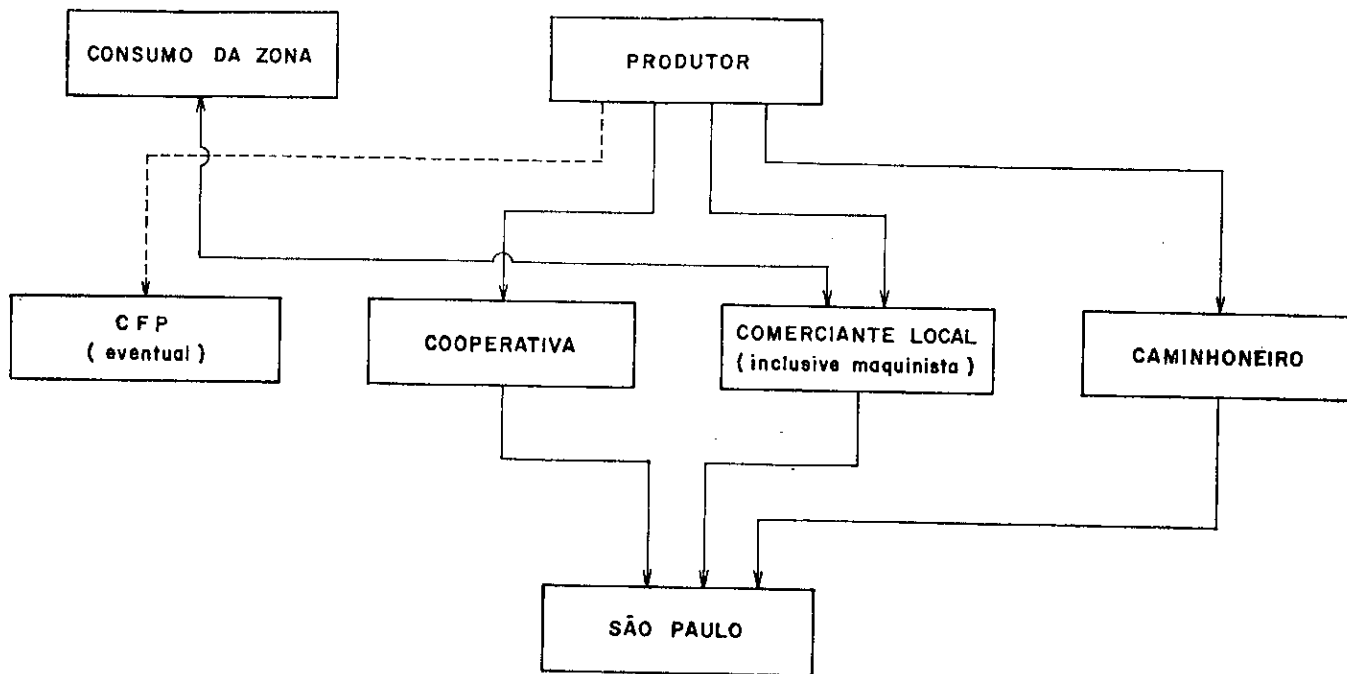 CONSUMO DA ZONA
PRODUTOR
C F P
( eventual )
COOPERATIVA
COMERCIANTE LOCAL
( inclusive maquinista )
CAMINHONEIRO
SÃO PAULO